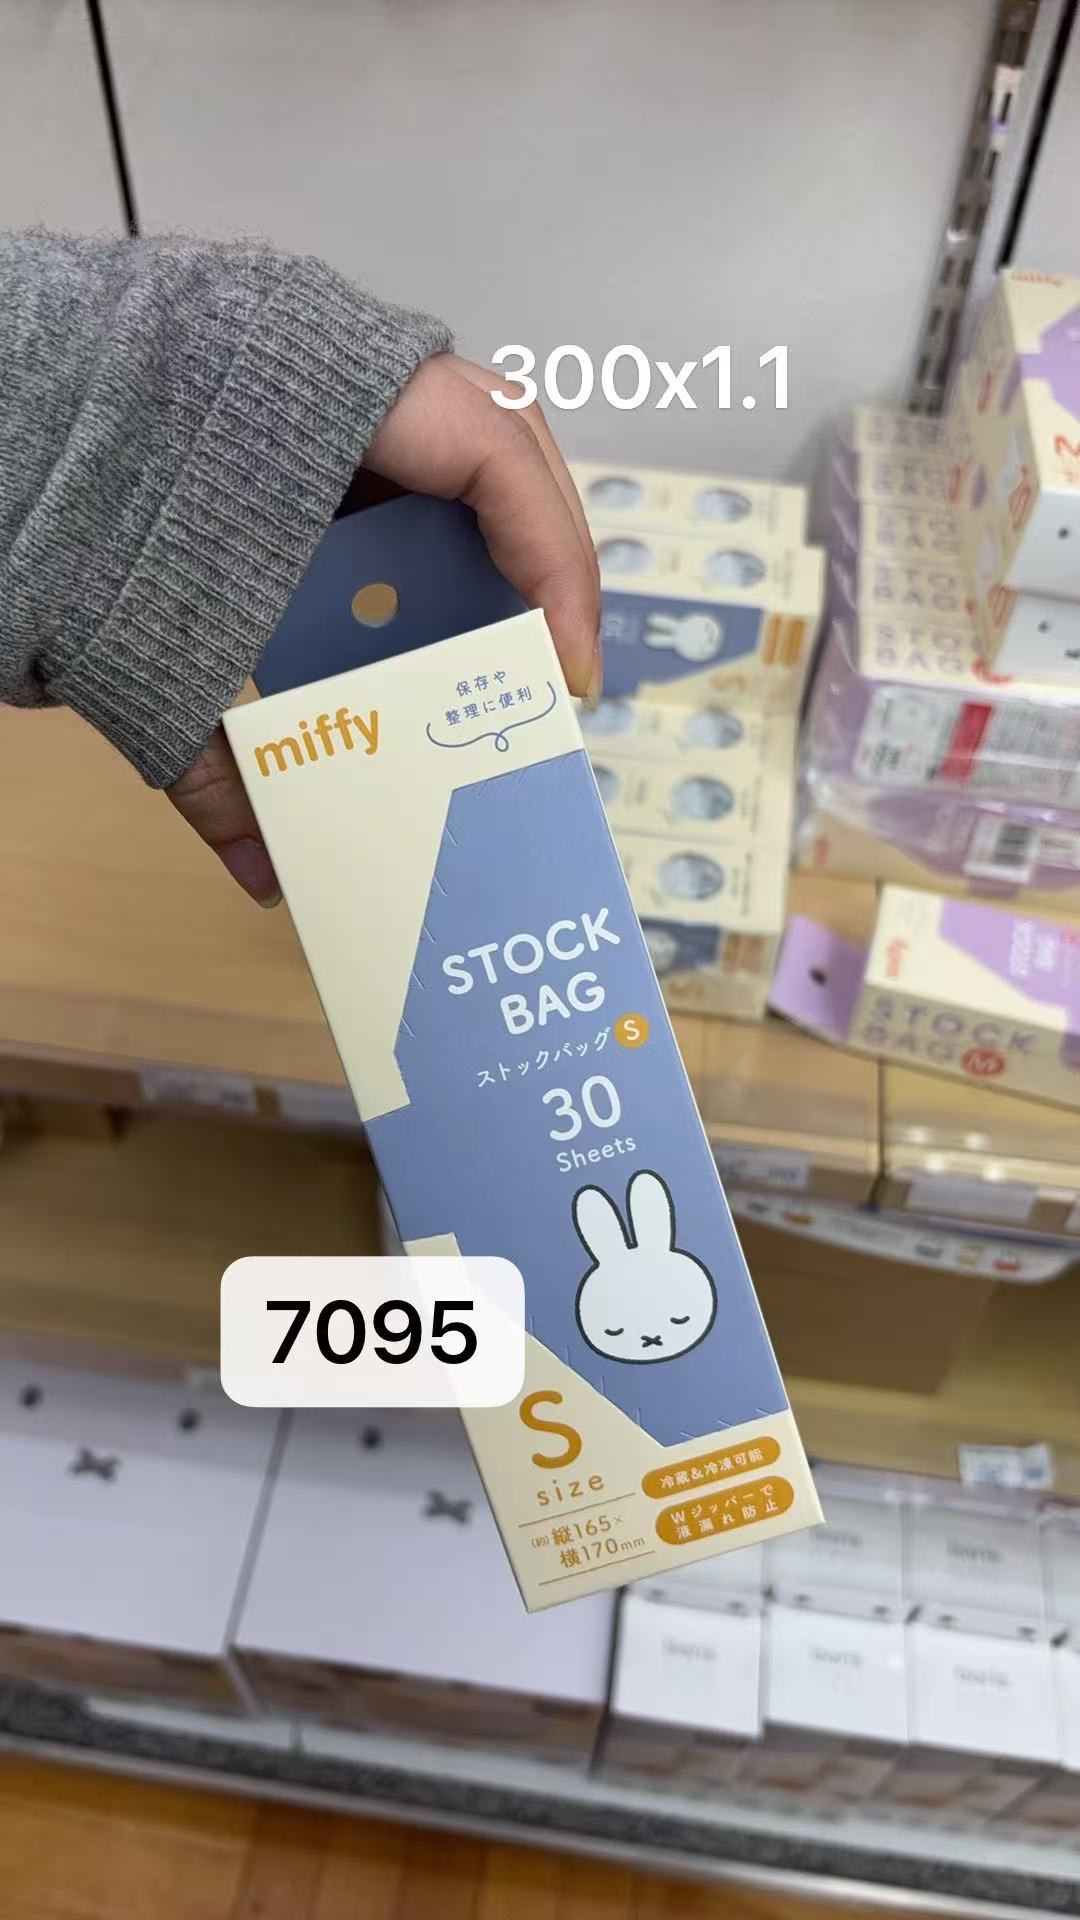 300x1.1
miffy
保存や
整理に便利
STOCK
BAG
ストックバッグ S
30
Sheets
7095
S
size
(約) 縦165×
横170mm
冷蔵&冷凍可能
Wジッパーで
液漏れ防止
STOCK
BAG M